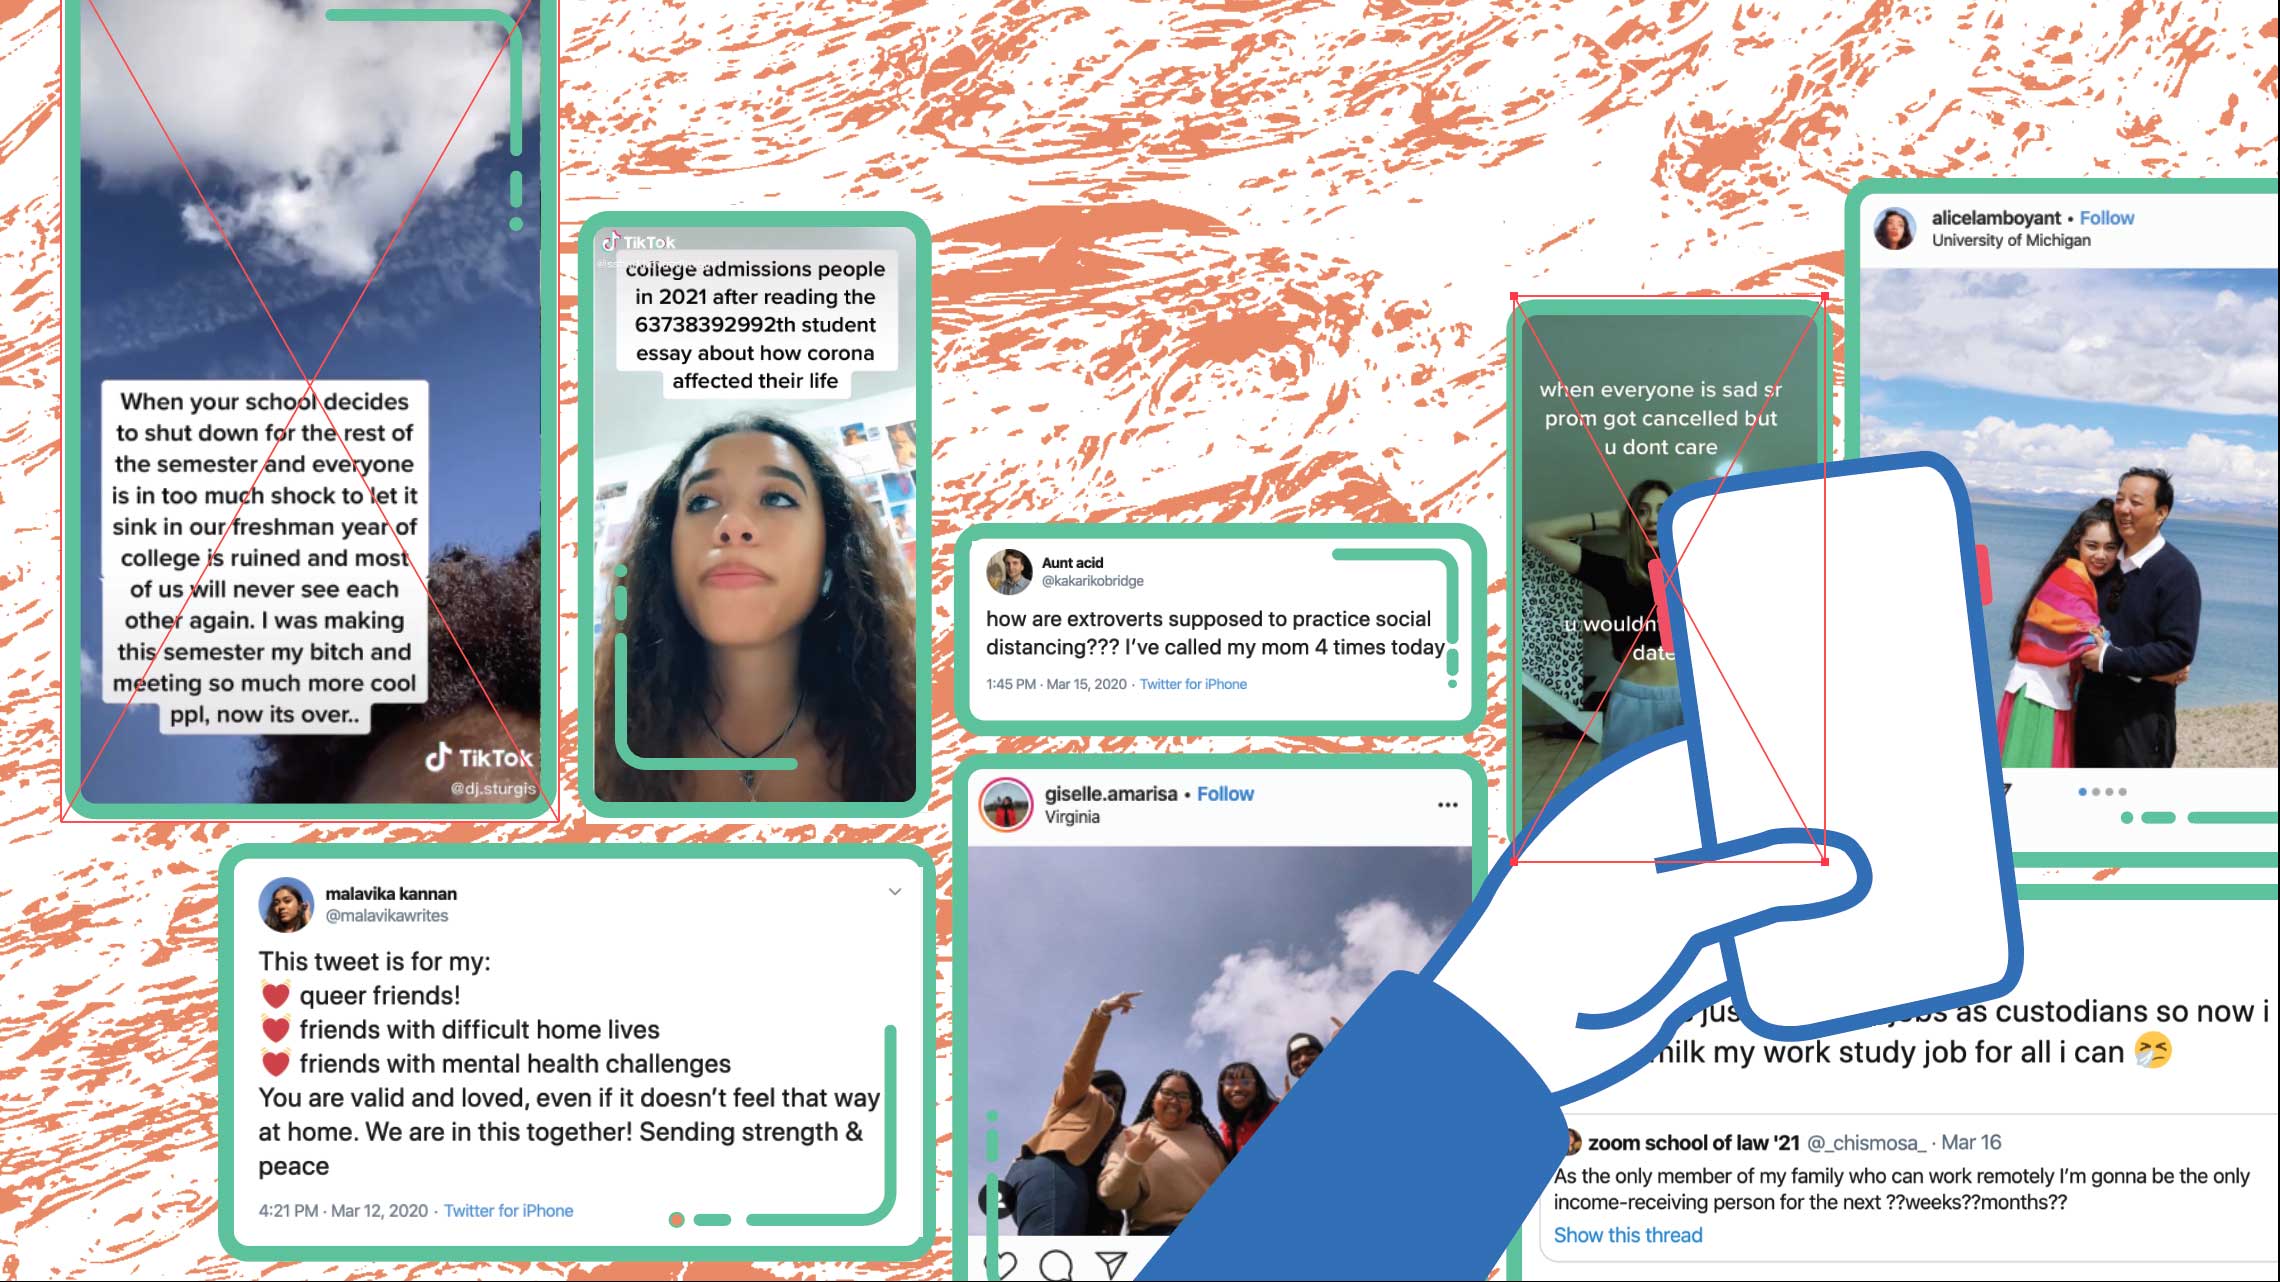 When your school decides
to shut down for the rest of
the semester and everyone
is in too much shock to let it
sink in our freshman year of
college is ruined and most
of us will never see each
other again. I was making
this semester my bitch and
meeting so much more cool
ppl, now its over..
TikTok
@dj.sturgis
TikTok
college admissions people
in 2021 after reading the
63738392992th student
essay about how corona
affected their life
Aunt acid
@kakarikobridge
how are extroverts supposed to practice social
distancing??? I've called my mom 4 times today
1:45 PM · Mar 15, 2020 · Twitter for iPhone
when everyone is sad sr
prom got cancelled but
u dont care
u wouldn
date
alicelamboyant • Follow
University of Michigan
malavika kannan
@malavikawrites
This tweet is for my:
💓 queer friends!
💓 friends with difficult home lives
💓 friends with mental health challenges
You are valid and loved, even if it doesn't feel that way
at home. We are in this together! Sending strength &
peace
4:21 PM · Mar 12, 2020 · Twitter for iPhone
giselle.amarisa • Follow
Virginia
jobs as custodians so now i
milk my work study job for all i can 🤧
zoom school of law '21 @_chismosa_ · Mar 16
As the only member of my family who can work remotely I'm gonna be the only
income-receiving person for the next ??weeks??months??
Show this thread